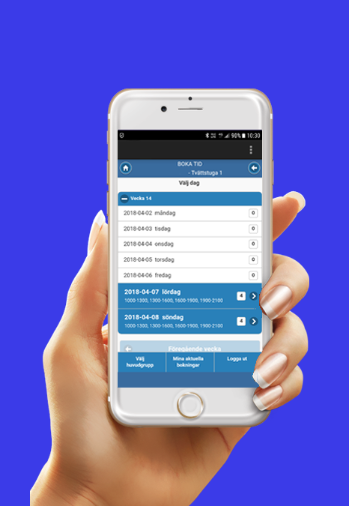 90% 10:30
BOKA TID
- Tvättstuga 1
Välj dag
Vecka 14
2018-04-02 måndag 0
2018-04-03 tisdag 0
2018-04-04 onsdag 0
2018-04-05 torsdag 0
2018-04-06 fredag 0
2018-04-07 lördag 4
1000-1300, 1300-1600, 1600-1900, 1900-2100
2018-04-08 söndag 4
1000-1300, 1300-1600, 1600-1900, 1900-2100
Föregående vecka
Välj
huvudgrupp
Mina aktuella
bokningar
Logga ut